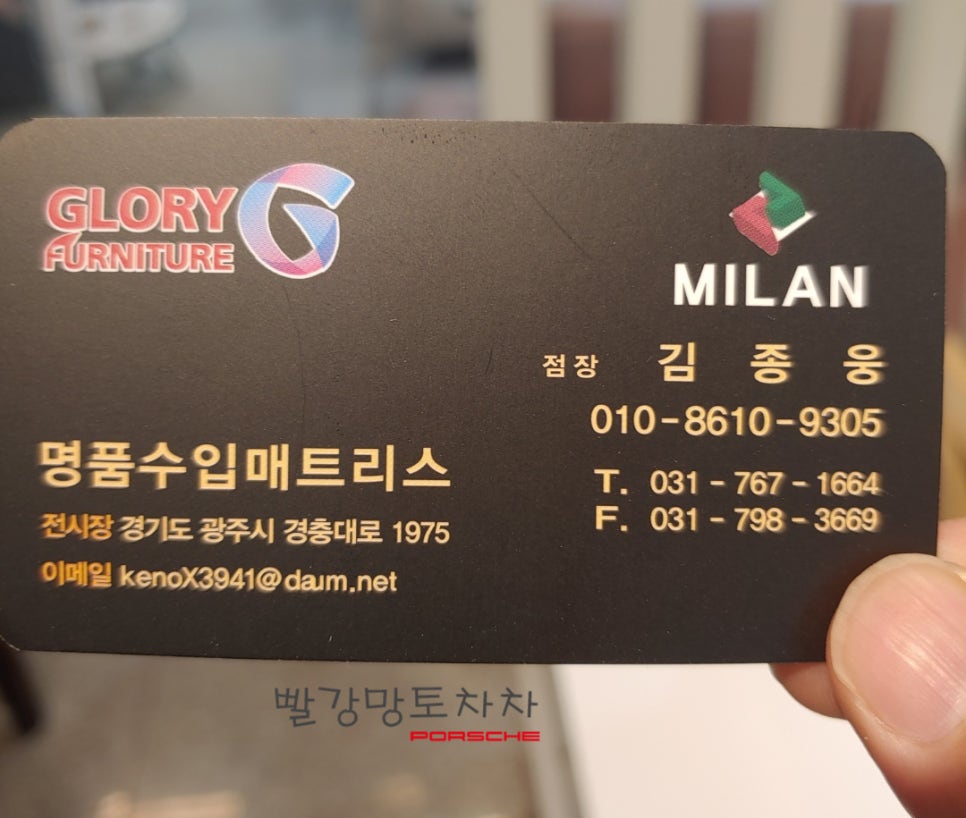 GLORY
FURNITURE
MILAN
점장 김종웅
010-8610-9305
T. 031 - 767 - 1664
F. 031 - 798 - 3669
명품수입매트리스
전시장 경기도 광주시 경충대로 1975
이메일 kenoX3941@daum.net
빨강망토차차
PORSCHE